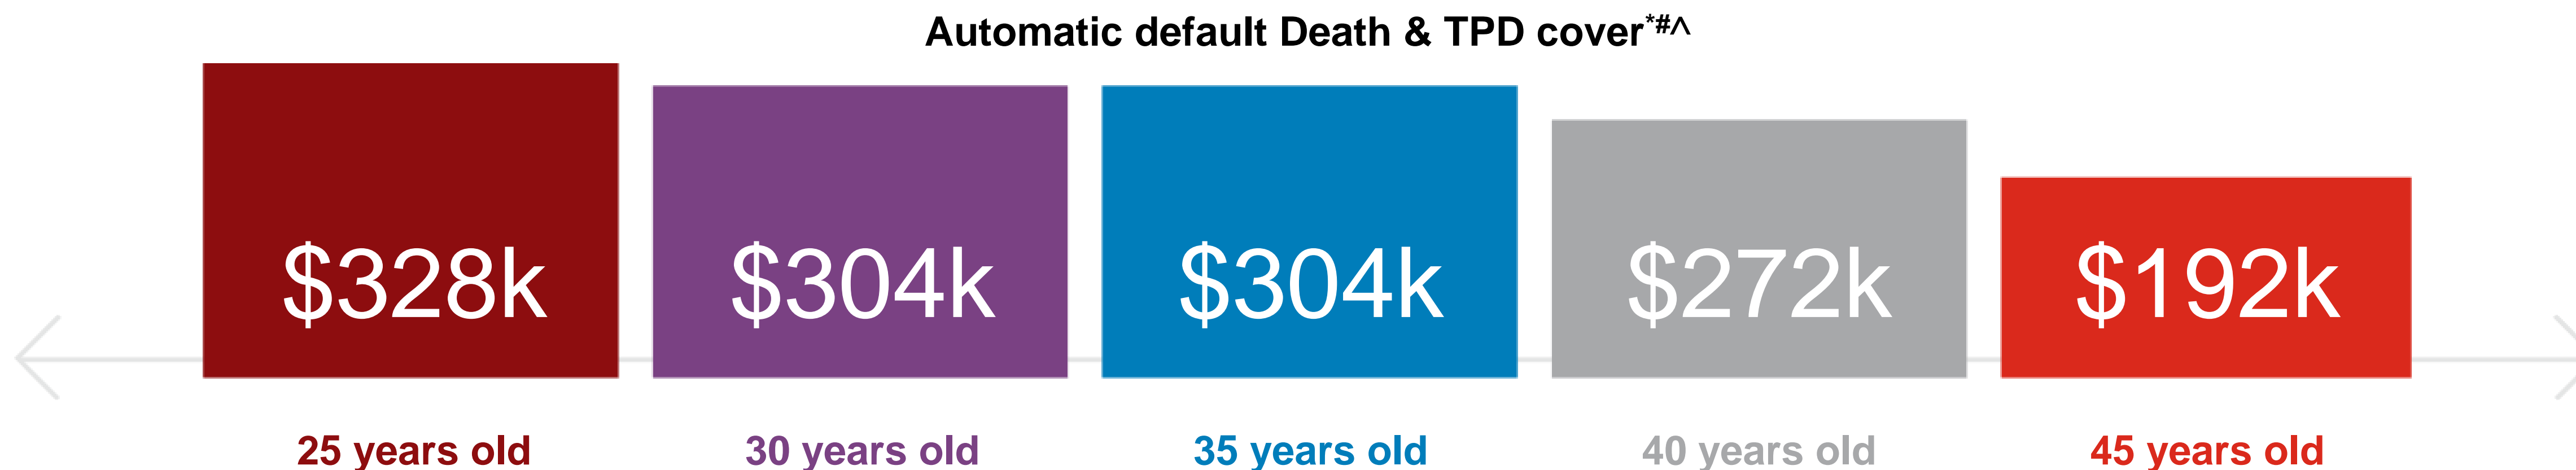 Automatic default Death & TPD cover*#^
$328k
$304k
$304k
$272k
$192k
25 years old
30 years old
35 years old
40 years old
45 years old